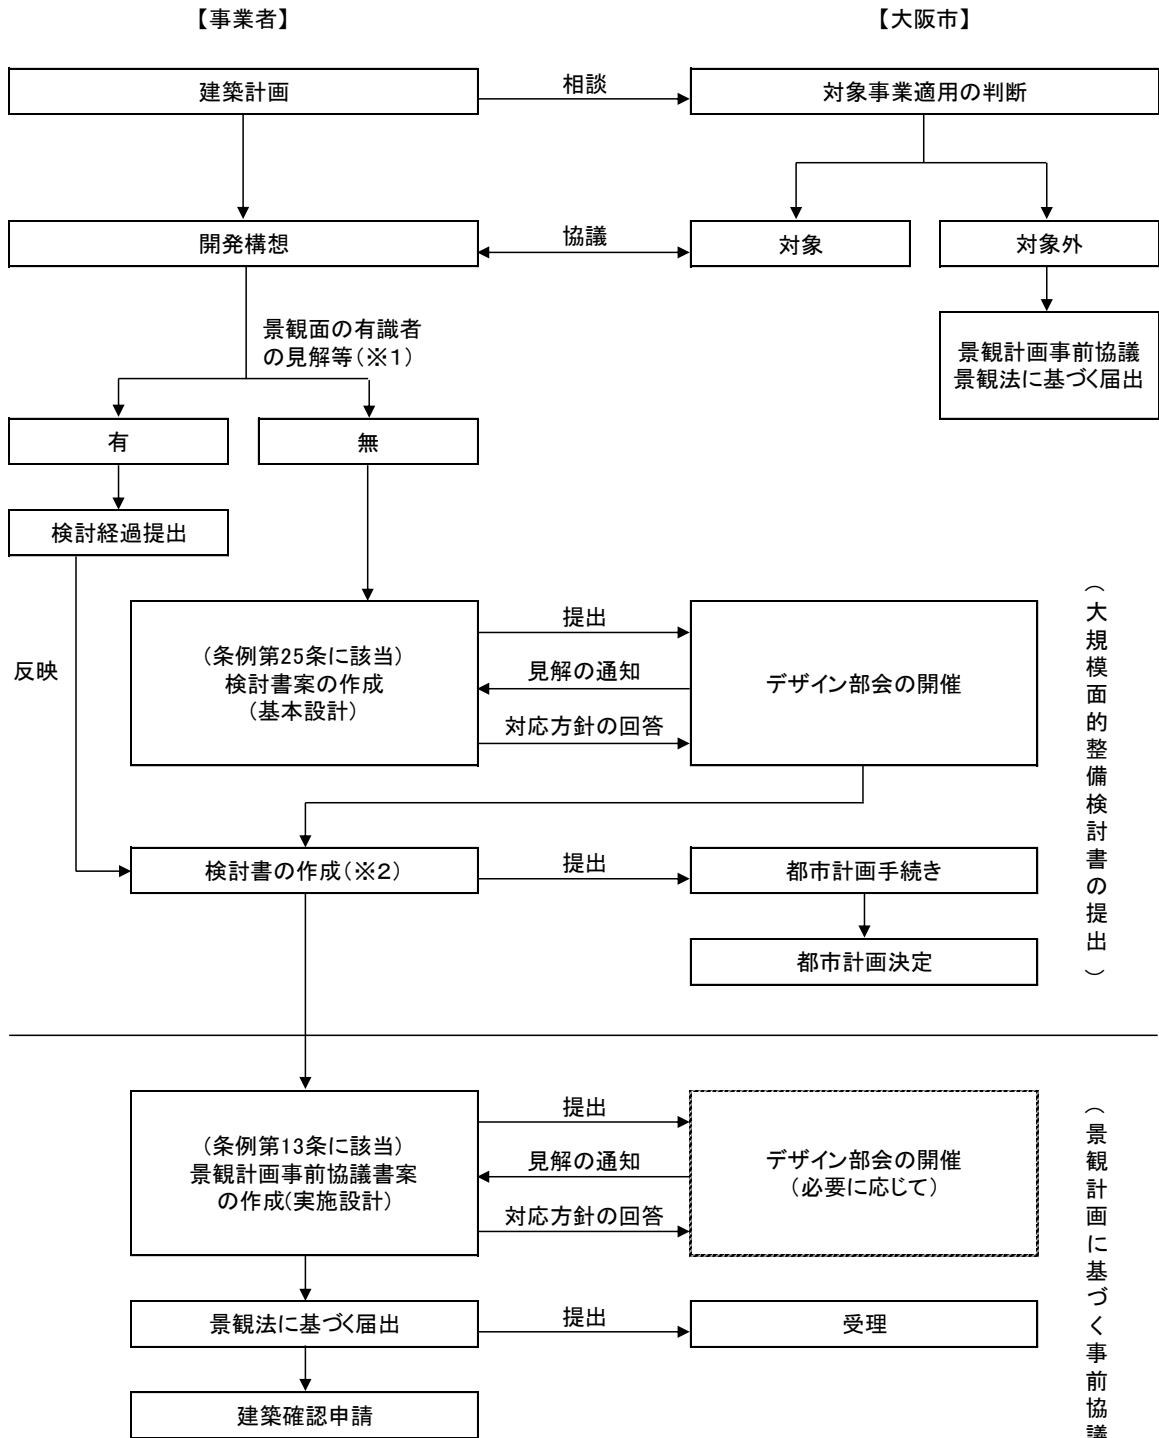 【事業者】
【大阪市】
建築計画
相談
対象事業適用の判断
開発構想
協議
対象
対象外
景観面の有識者
の見解等(※1)
景観計画事前協議
景観法に基づく届出
有
無
検討経過提出
反映
(条例第25条に該当)
検討書案の作成
(基本設計)
提出
見解の通知
対応方針の回答
デザイン部会の開催
(大規模面的整備検討書の提出)
検討書の作成(※2)
提出
都市計画手続き
都市計画決定
(条例第13条に該当)
景観計画事前協議書案
の作成(実施設計)
提出
見解の通知
対応方針の回答
デザイン部会の開催
(必要に応じて)
(景観計画に基づく事前協議
景観法に基づく届出
提出
受理
建築確認申請